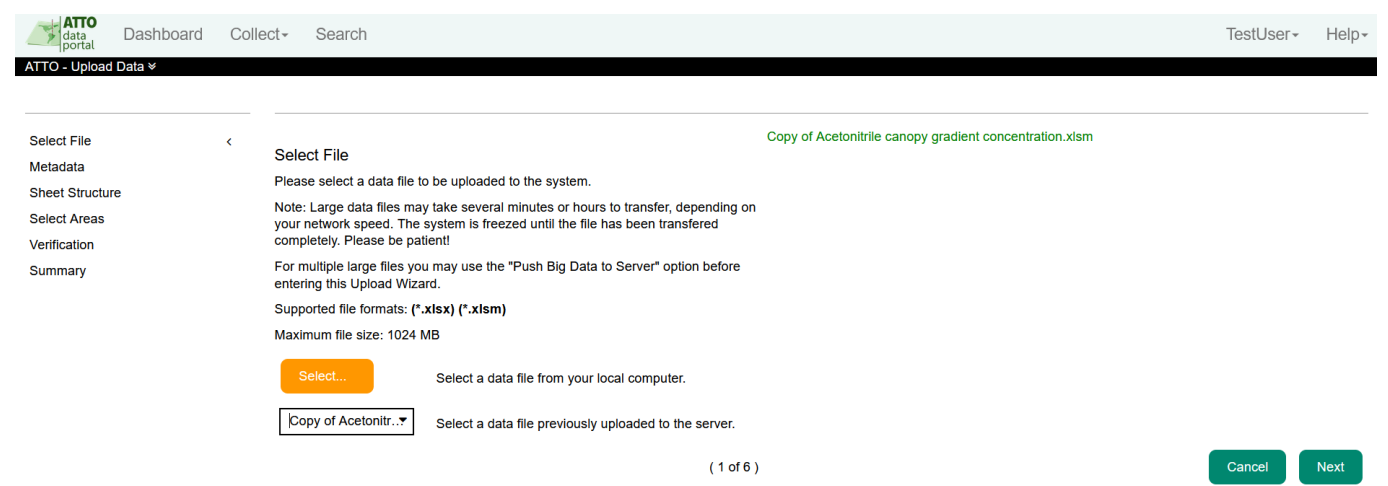 ATTO
data
portal
Dashboard Collect Search TestUser Help
ATTO - Upload Data
Select File <
Metadata
Sheet Structure
Select Areas
Verification
Summary
Copy of Acetonitrile canopy gradient concentration.xlsm
Select File
Please select a data file to be uploaded to the system.
Note: Large data files may take several minutes or hours to transfer, depending on
your network speed. The system is freezed until the file has been transfered
completely. Please be patient!
For multiple large files you may use the "Push Big Data to Server" option before
entering this Upload Wizard.
Supported file formats: (*.xlsx) (*.xlsm)
Maximum file size: 1024 MB
Select... Select a data file from your local computer.
Copy of Acetonitr... Select a data file previously uploaded to the server.
( 1 of 6 )
Cancel Next